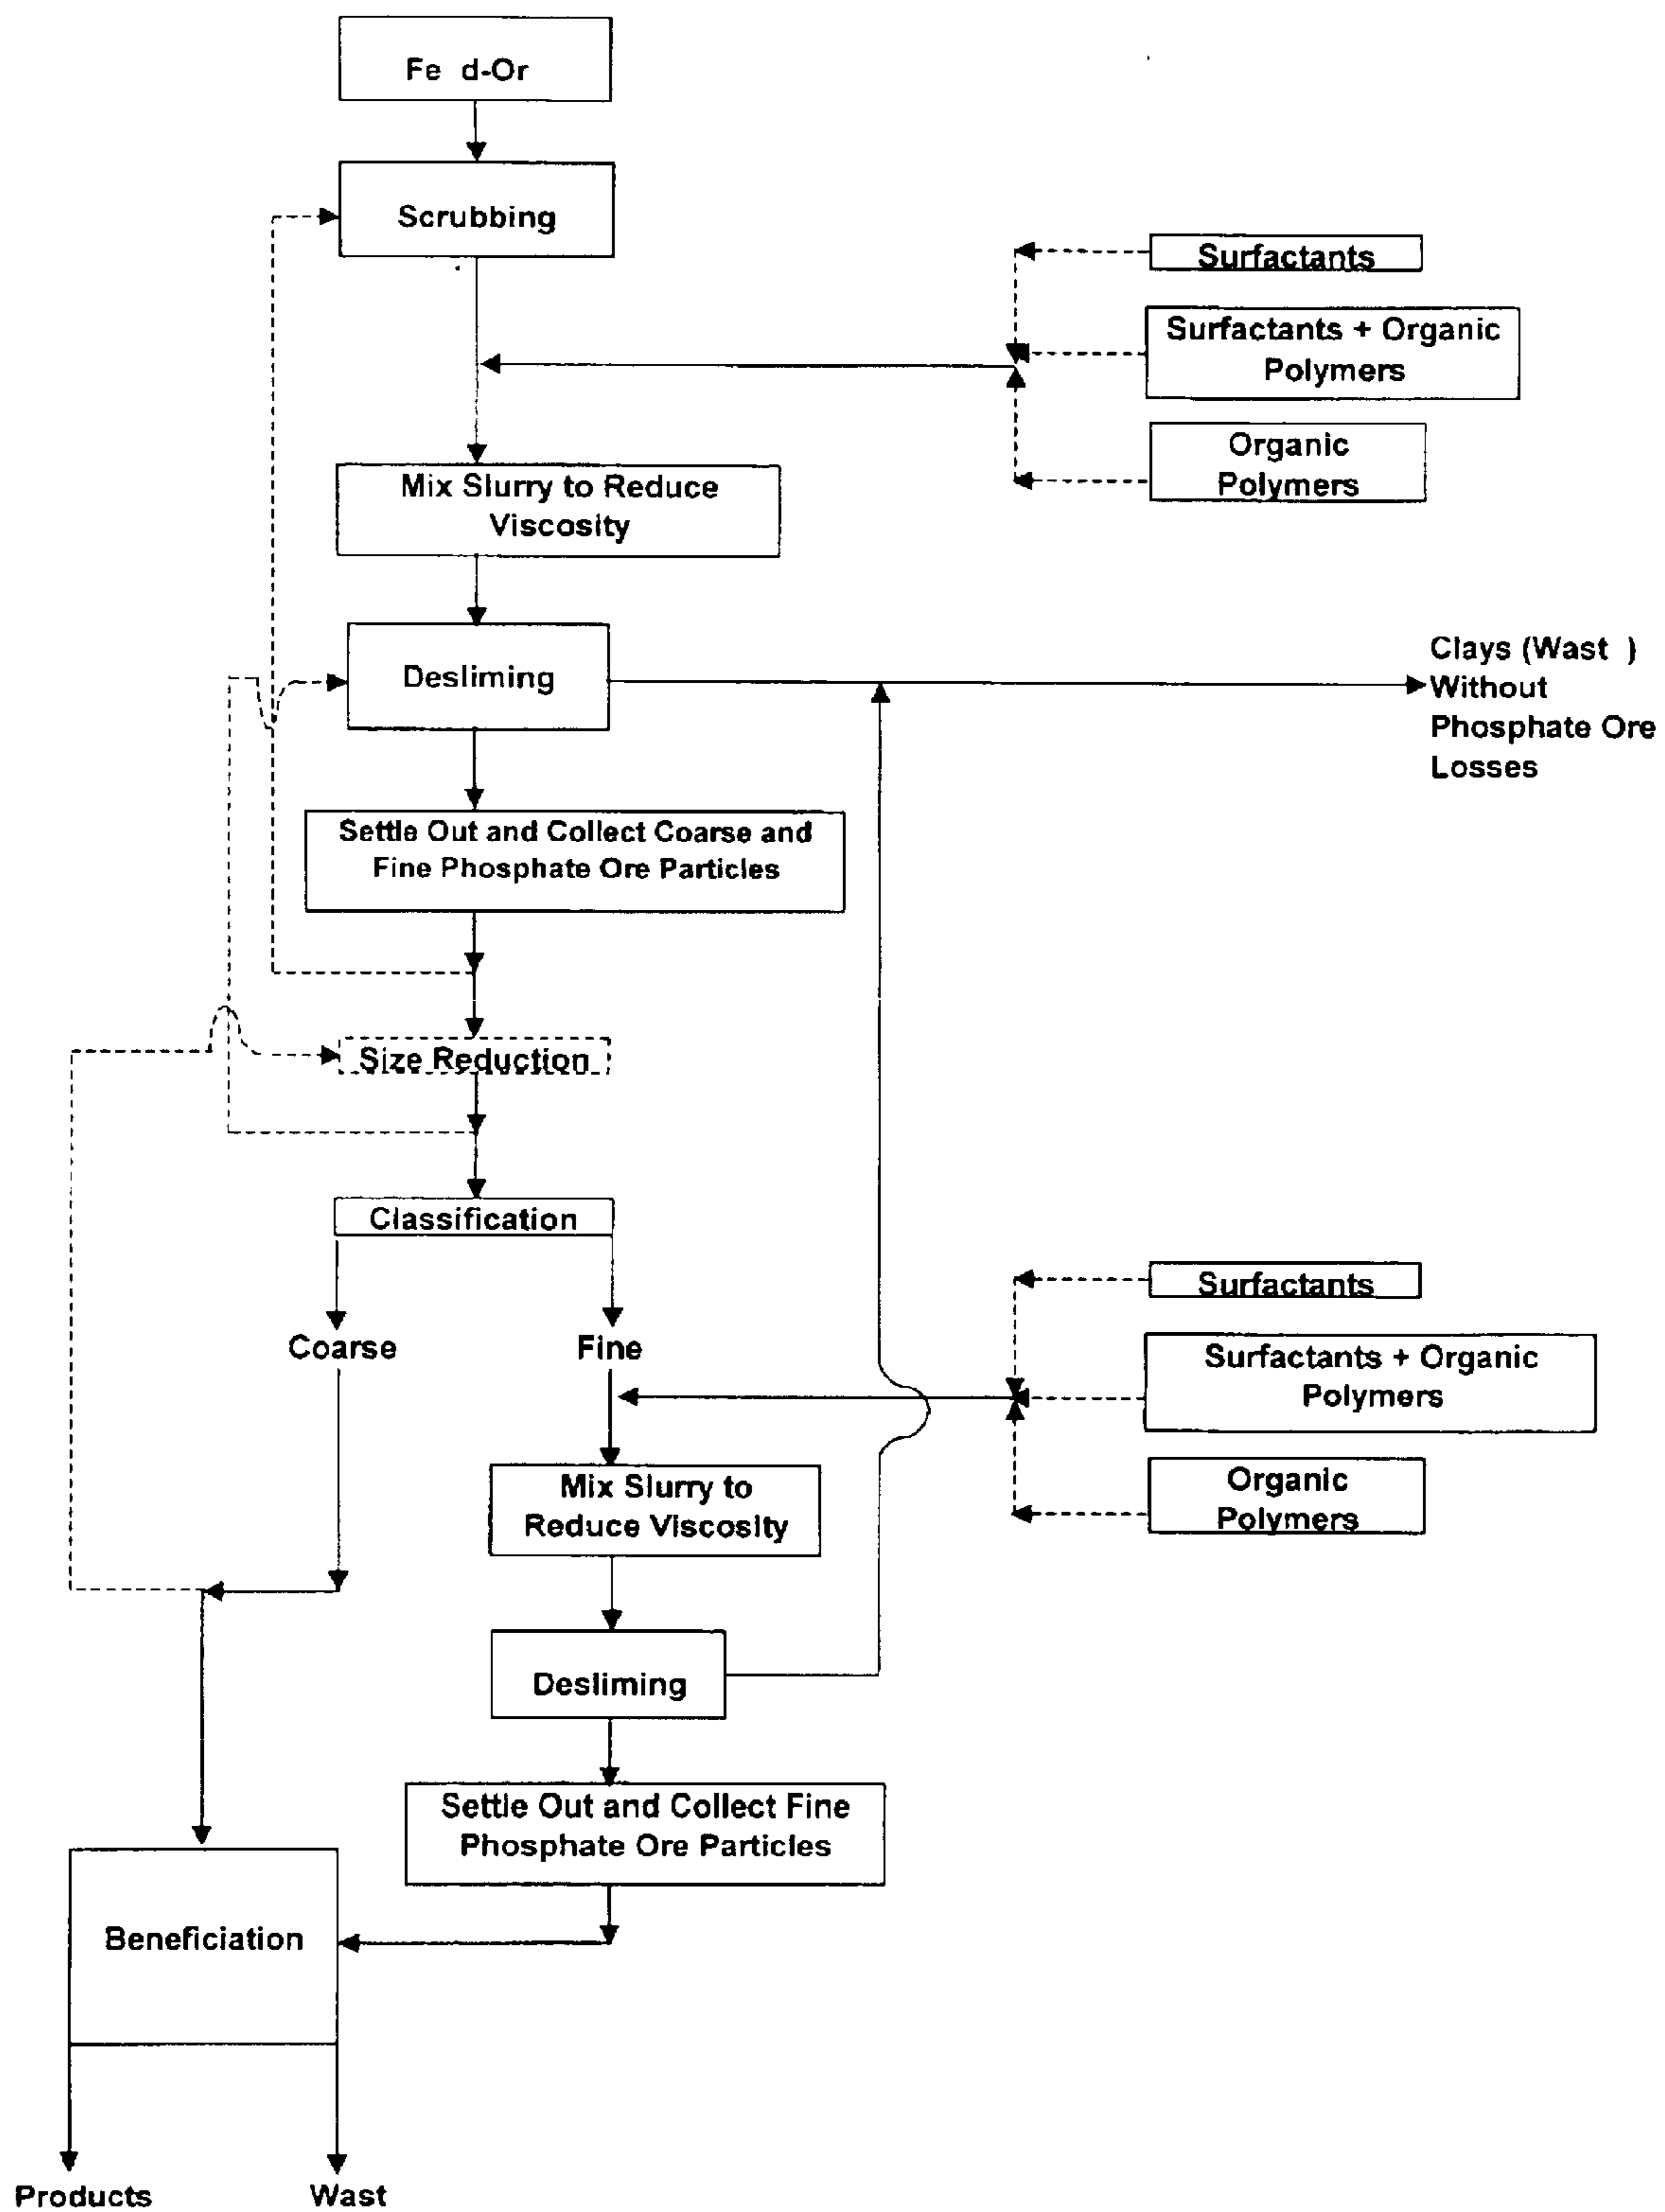 Fe d-Or
Scrubbing
Surfactants
Surfactants + Organic
Polymers
Organic
Polymers
Mix Slurry to Reduce
Viscosity
Desliming
Clays (Wast )
Without
Phosphate Ore
Losses
Settle Out and Collect Coarse and
Fine Phosphate Ore Particles
Size Reduction
Classification
Coarse
Fine
Surfactants
Surfactants + Organic
Polymers
Organic
Polymers
Mix Slurry to
Reduce Viscosity
Desliming
Settle Out and Collect Fine
Phosphate Ore Particles
Beneficiation
Products
Wast